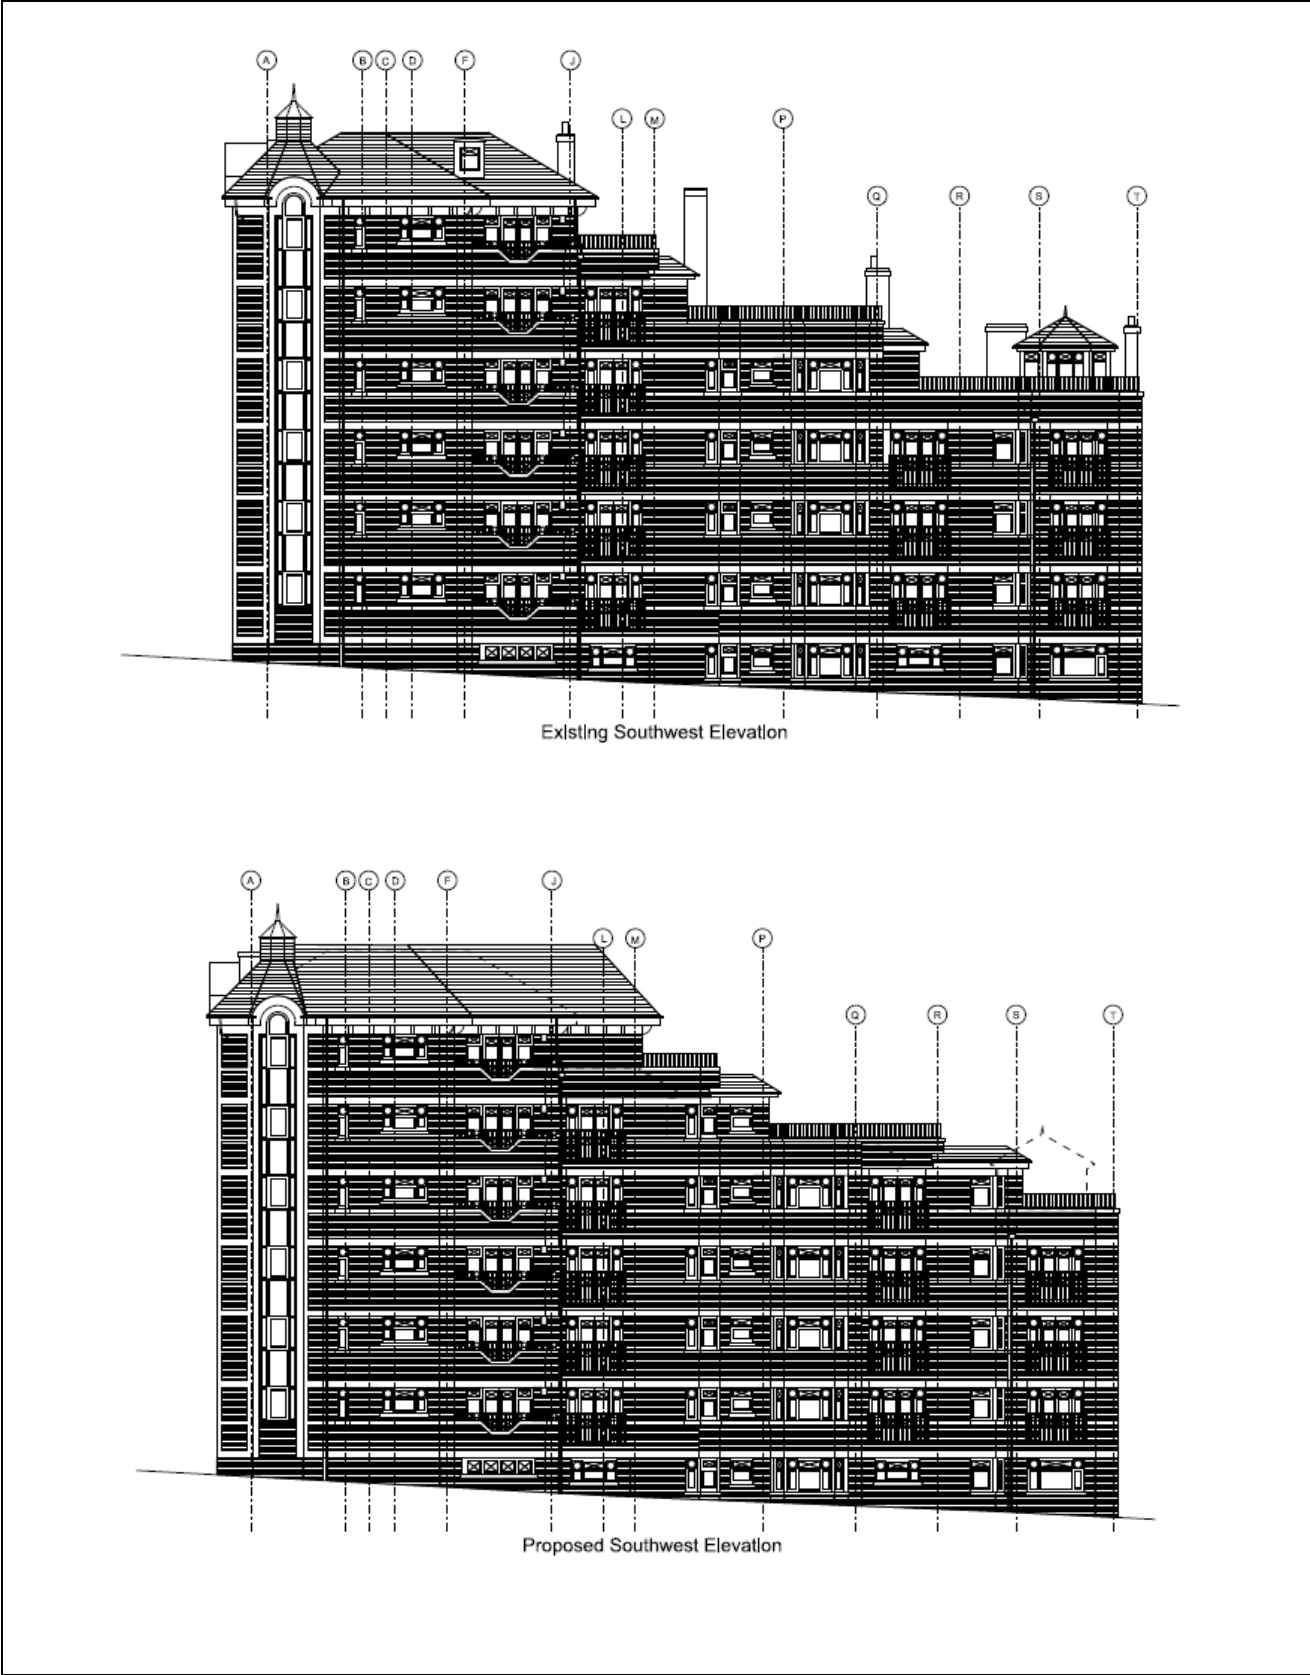 A B C D F J
L M P
Q R S T
Existing Southwest Elevation
A B C D F J
L M P
Q R S T
Proposed Southwest Elevation